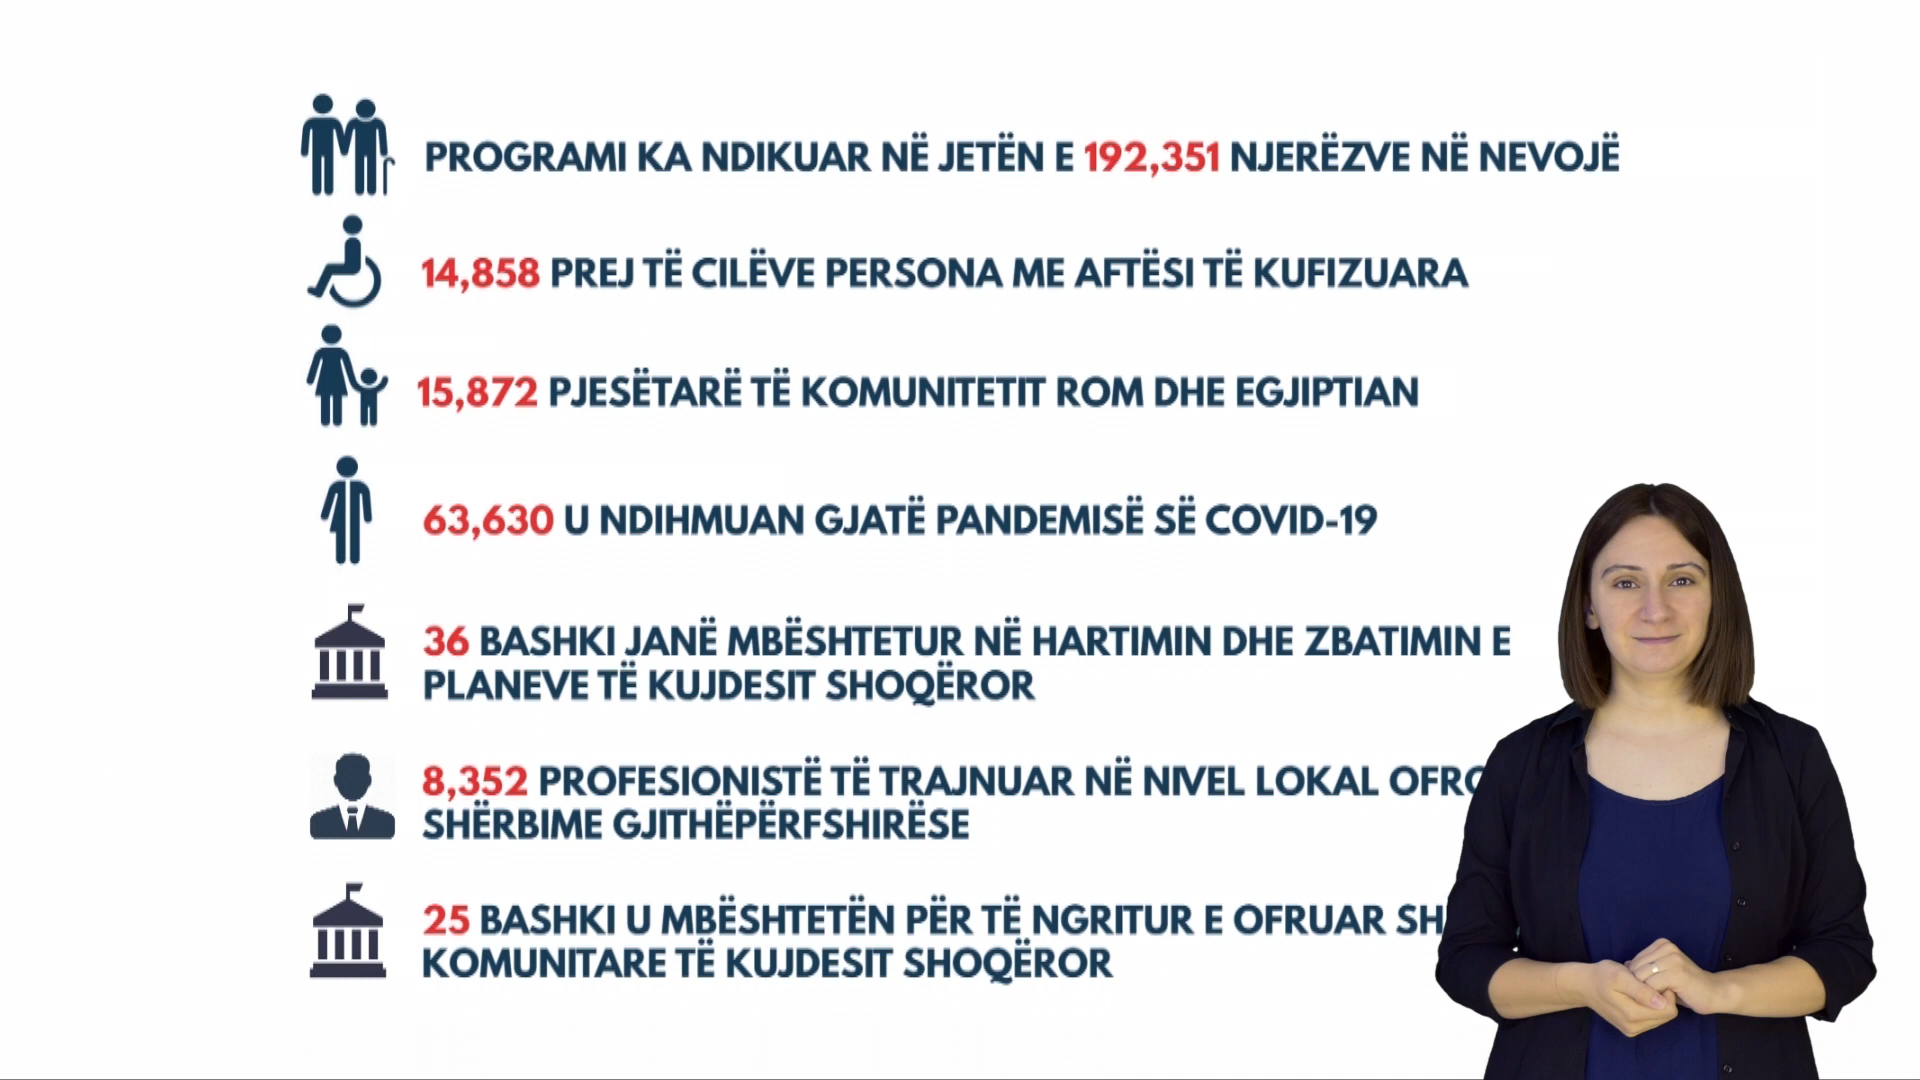 PROGRAMI KA NDIKUAR NË JETËN E 192,351 NJERËZVE NË NEVOJË
14,858 PREJ TË CILËVE PERSONA ME AFTËSI TË KUFIZUARA
15,872 PJESËTARË TË KOMUNITETIT ROM DHE EGJIPTIAN
63,630 U NDIHMUAN GJATË PANDEMISË SË COVID-19
36 BASHKI JANË MBËSHTETUR NË HARTIMIN DHE ZBATIMIN E
PLANEVE TË KUJDESIT SHOQËROR
8,352 PROFESIONISTË TË TRAJNUAR NË NIVEL LOKAL
SHËRBIME GJITHËPËRFSHIRËSE
25 BASHKI U MBËSHTETËN PËR TË NGRITUR E OFRUAR
KOMUNITARE TË KUJDESIT SHOQËROR